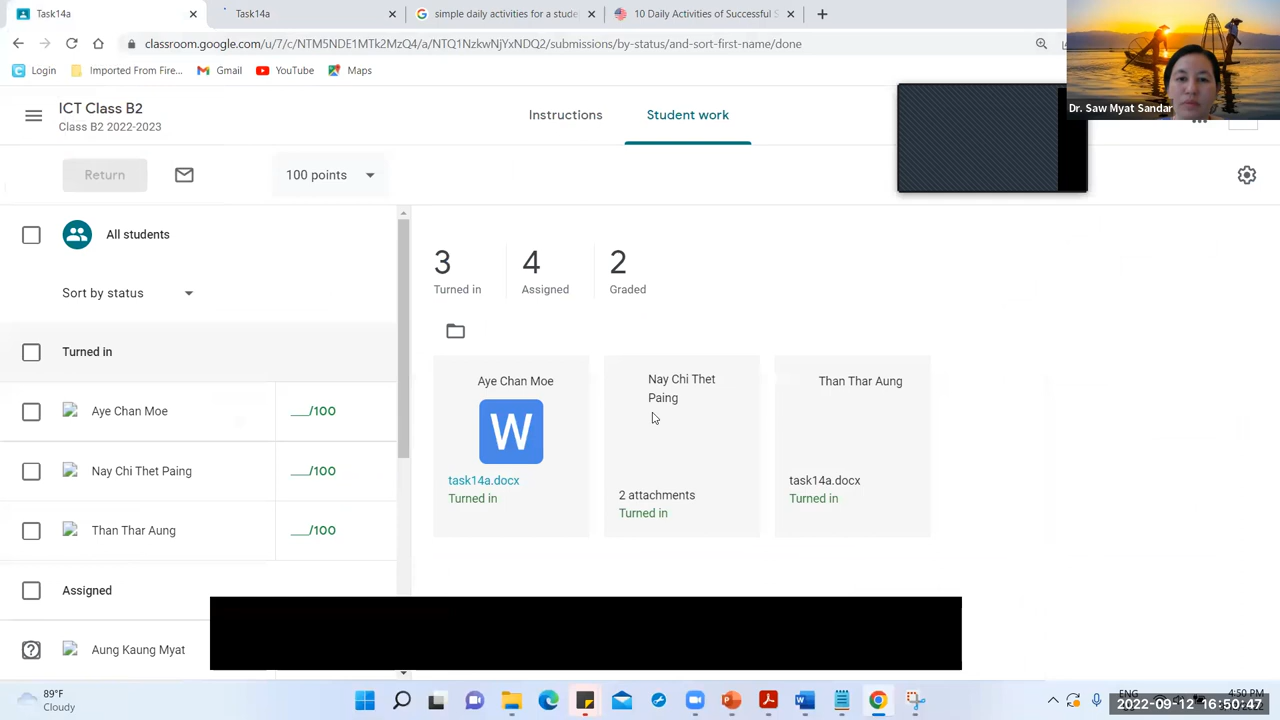 Task14a
Task14a
simple daily activities for a stude
10 Daily Activities of Successful S
classroom.google.com/u/7/c/NTM5NDE1MTk2MzQ4/a/NTM1NzkwNjYxNDQ2/submissions/by-status/and-sort-first-name/done
Login
Imported From Fire...
Gmail
YouTube
Maps
Dr. Saw Myat Sandar
ICT Class B2
Class B2 2022-2023
Instructions
Student work
Return
100 points
All students
Sort by status
3
Turned in
4
Assigned
2
Graded
Turned in
Aye Chan Moe
___/100
Nay Chi Thet Paing
___/100
Than Thar Aung
___/100
Assigned
Aung Kaung Myat
Aye Chan Moe
W
task14a.docx
Turned in
Nay Chi Thet
Paing
2 attachments
Turned in
Than Thar Aung
task14a.docx
Turned in
89°F
Cloudy
ENG
4:50 PM
2022-09-12 16:50:47